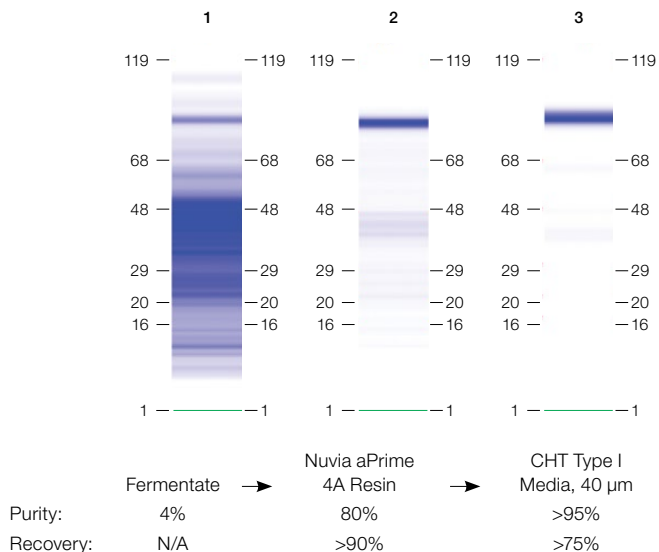 1 2 3
119 119 119 119 119 119
68 68 68 68 68 68
48 48 48 48 48 48
29 29 29 29 29 29
20 20 20 20 20 20
16 16 16 16 16 16
1 1 1 1 1 1
Nuvia aPrime CHT Type I
Fermentate 4A Resin Media, 40 µm
Purity: 4% 80% >95%
Recovery: N/A >90% >75%